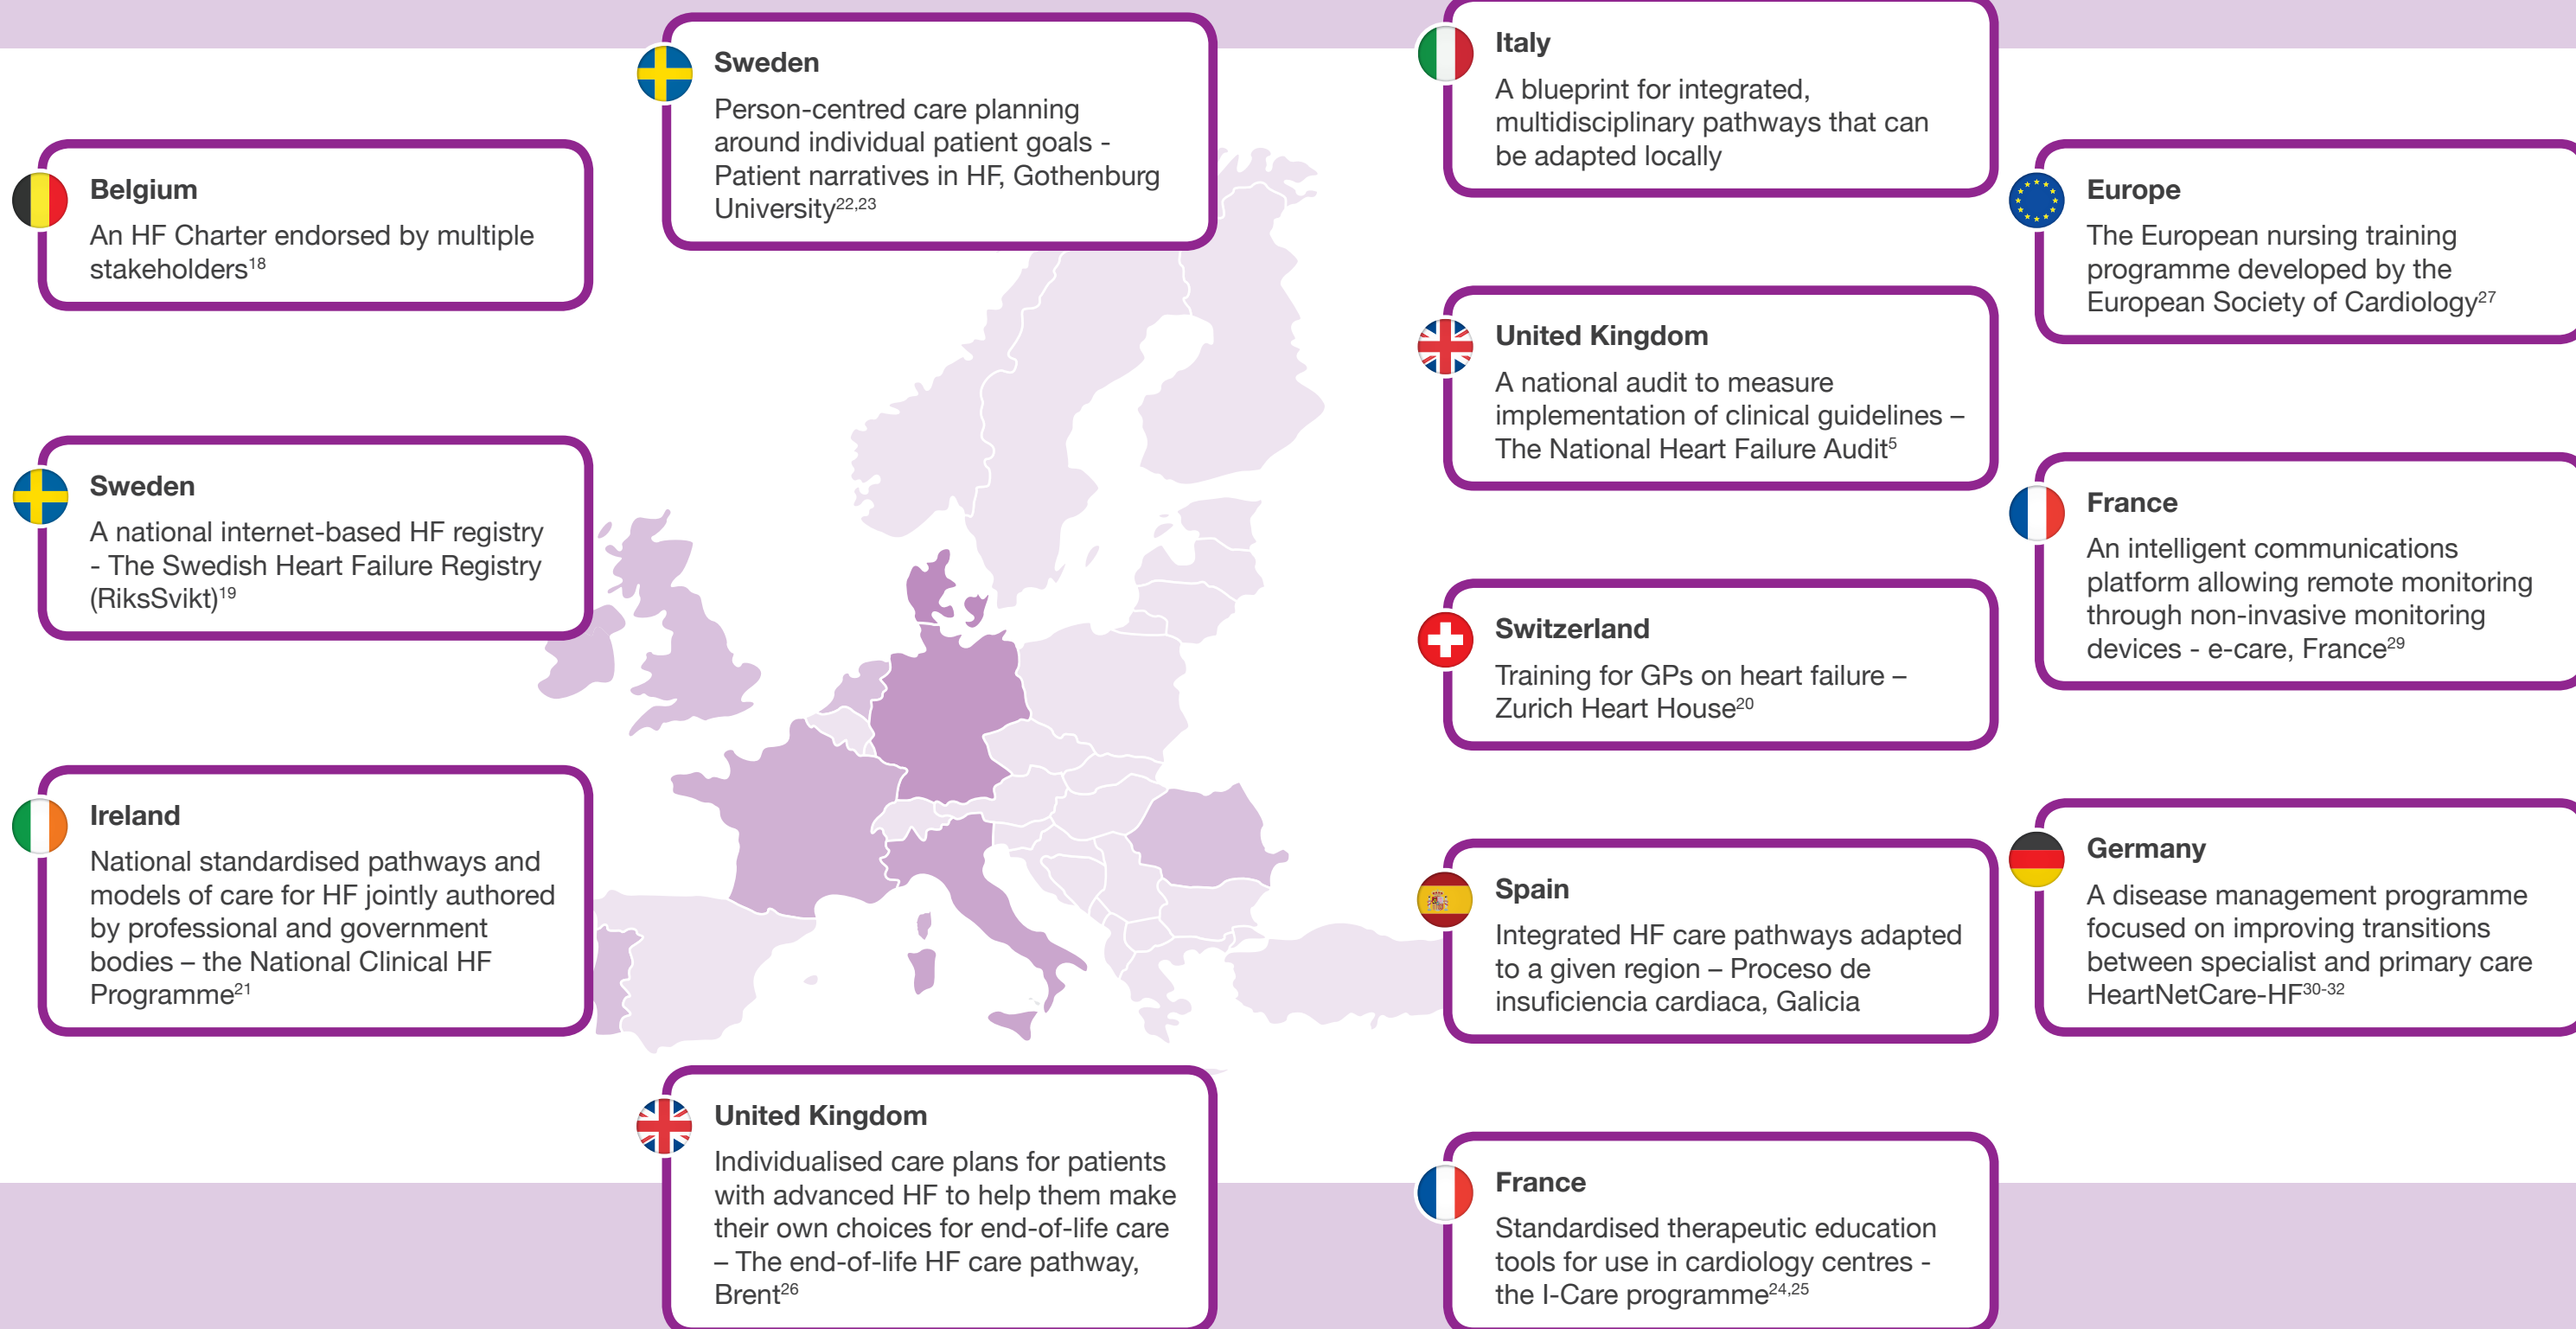 Belgium
An HF Charter endorsed by multiple
stakeholders18
Sweden
A national internet-based HF registry
- The Swedish Heart Failure Registry
(RiksSvikt)19
Ireland
National standardised pathways and
models of care for HF jointly authored
by professional and government
bodies – the National Clinical HF
Programme21
Sweden
Person-centred care planning
around individual patient goals -
Patient narratives in HF, Gothenburg
University22,23
United Kingdom
Individualised care plans for patients
with advanced HF to help them make
their own choices for end-of-life care
– The end-of-life HF care pathway,
Brent26
Italy
A blueprint for integrated,
multidisciplinary pathways that can
be adapted locally
United Kingdom
A national audit to measure
implementation of clinical guidelines –
The National Heart Failure Audit5
Switzerland
Training for GPs on heart failure –
Zurich Heart House20
Spain
Integrated HF care pathways adapted
to a given region – Proceso de
insuficiencia cardiaca, Galicia
France
Standardised therapeutic education
tools for use in cardiology centres -
the I-Care programme24,25
Europe
The European nursing training
programme developed by the
European Society of Cardiology27
France
An intelligent communications
platform allowing remote monitoring
through non-invasive monitoring
devices - e-care, France29
Germany
A disease management programme
focused on improving transitions
between specialist and primary care
HeartNetCare-HF30-32